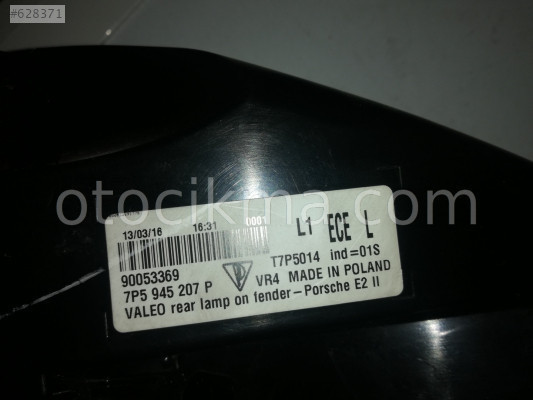 #628371
otocikma.com
13/03/16 16:31 0001
L1 ECE L
90053369 T7P5014 ind=01S
7P5 945 207 P VR4 MADE IN POLAND
VALEO rear lamp on fender-Porsche E2 II